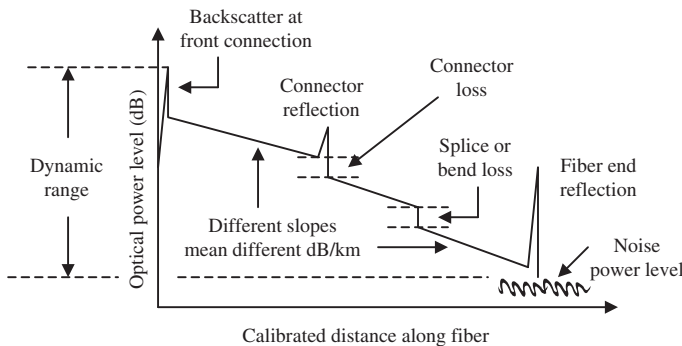 Backscatter at
front connection
Connector
reflection
Connector
loss
Splice or
bend loss
Fiber end
reflection
Dynamic
range
Optical power level (dB)
Different slopes
mean different dB/km
Noise
power level
Calibrated distance along fiber